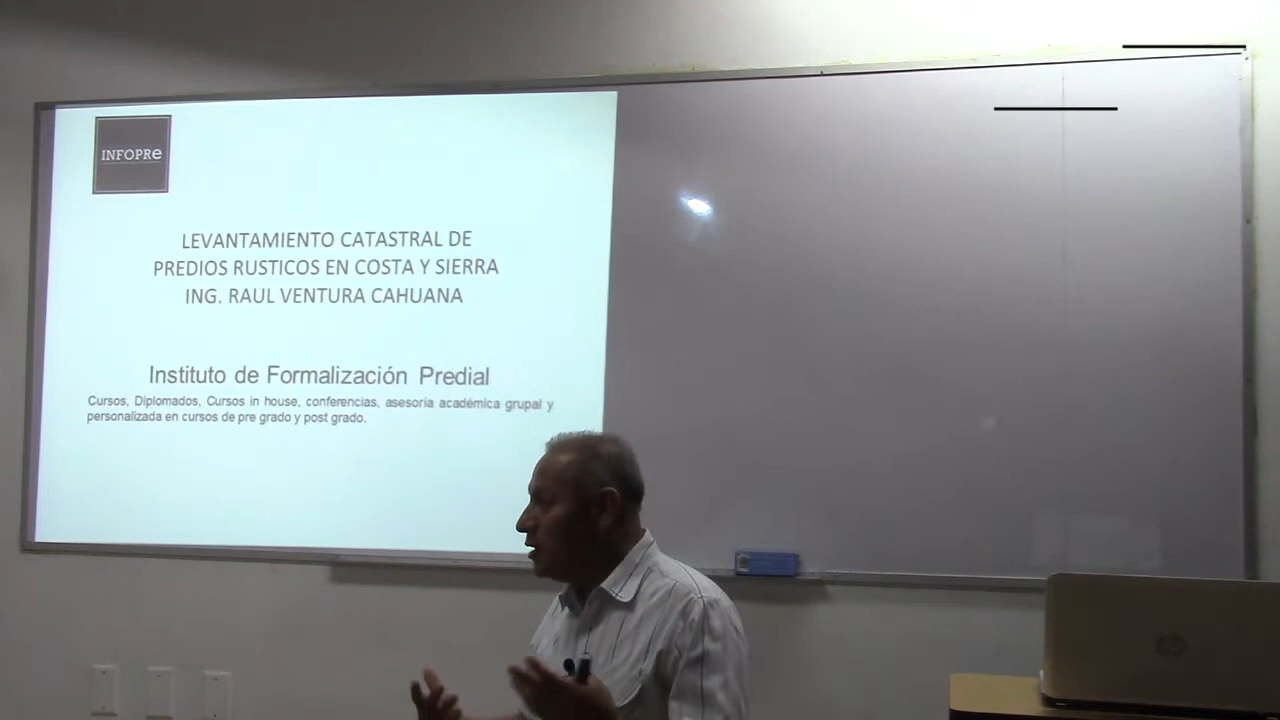 INFOPRe
LEVANTAMIENTO CATASTRAL DE
PREDIOS RUSTICOS EN COSTA Y SIERRA
ING. RAUL VENTURA CAHUANA
Instituto de Formalización Predial
Cursos, Diplomados, Cursos in house, conferencias, asesoría académica grupal y
personalizada en cursos de pre grado y post grado.
hp